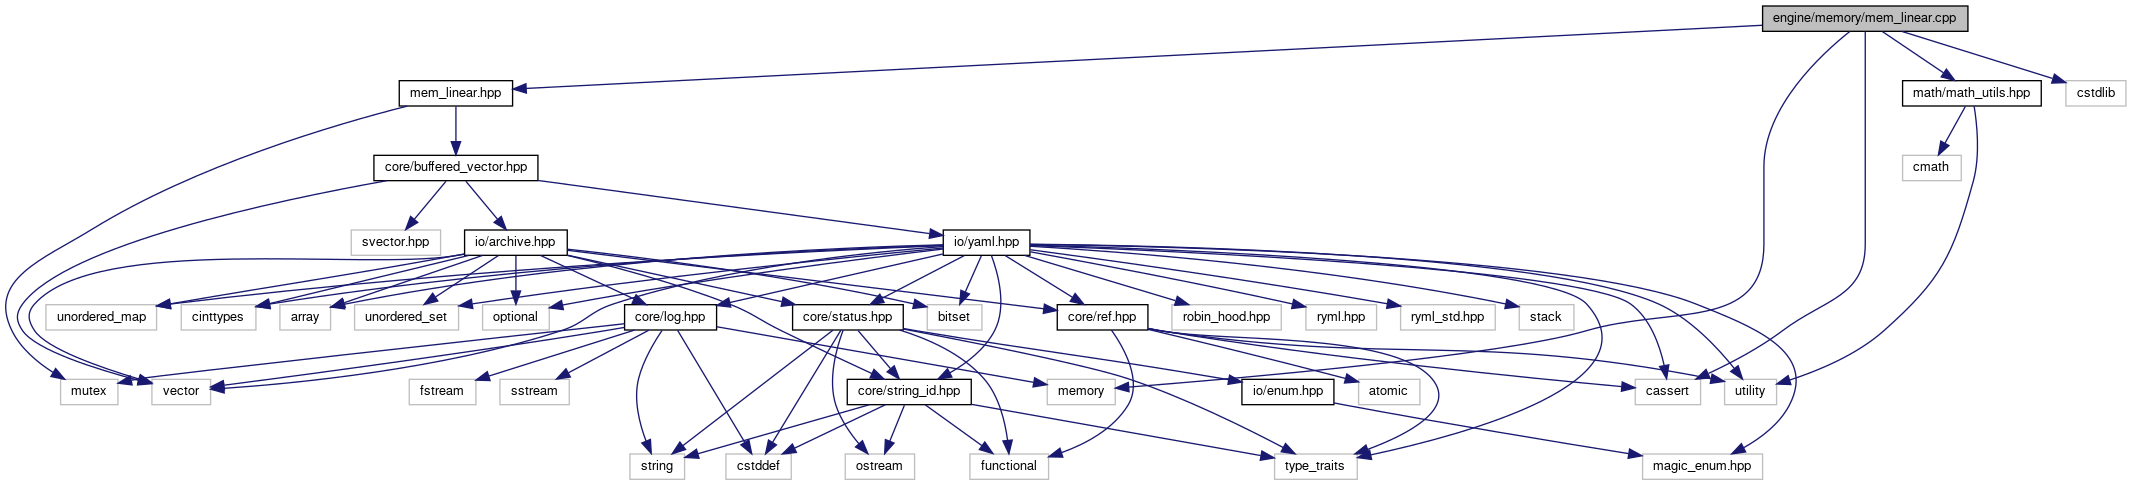 engine/memory/mem_linear.cpp
mem_linear.hpp
math/math_utils.hpp
cstdlib
core/buffered_vector.hpp
cmath
svector.hpp
io/archive.hpp
io/yaml.hpp
unordered_map
cinttypes
array
unordered_set
optional
core/log.hpp
core/status.hpp
bitset
core/ref.hpp
robin_hood.hpp
ryml.hpp
ryml_std.hpp
stack
mutex
vector
fstream
sstream
core/string_id.hpp
memory
io/enum.hpp
atomic
cassert
utility
string
cstddef
ostream
functional
type_traits
magic_enum.hpp